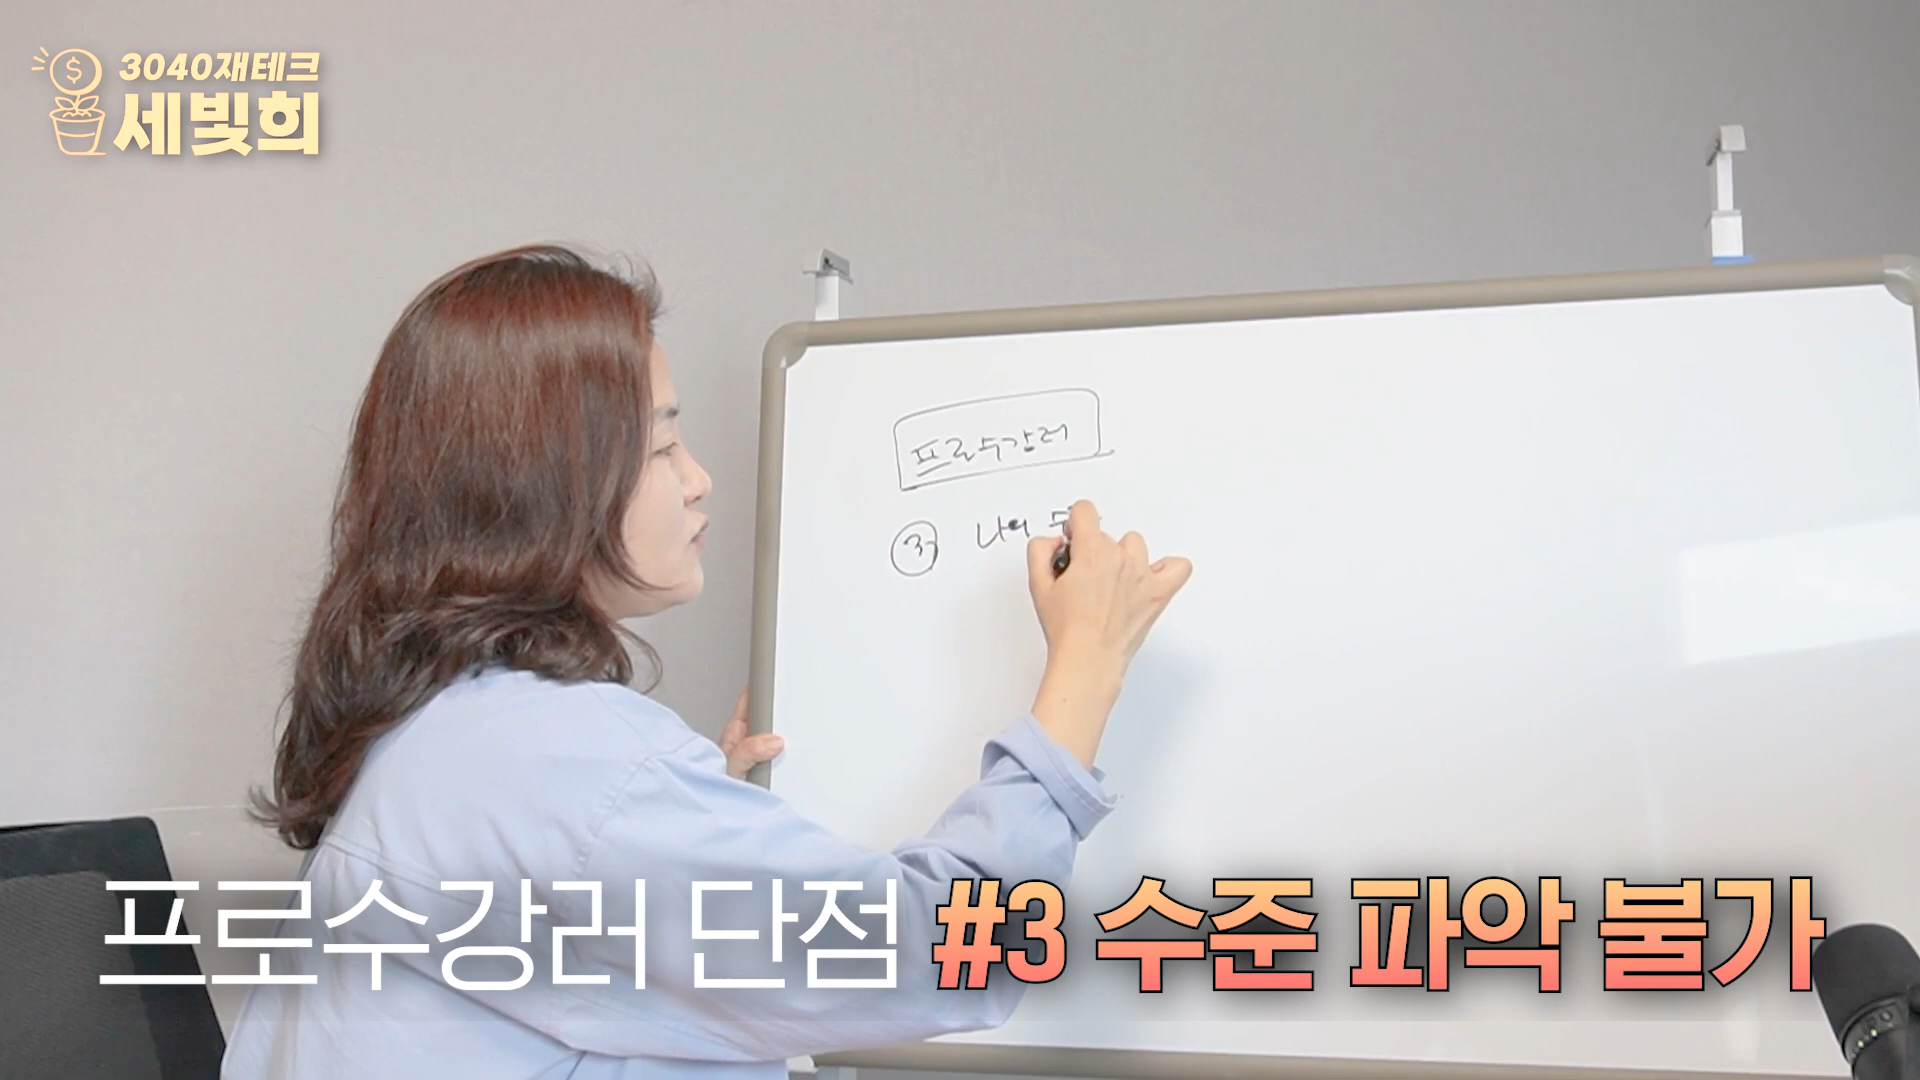 3040재테크
세빛희
프로수강러
③ 나의
프로수강러 단점 #3 수준 파악 불가